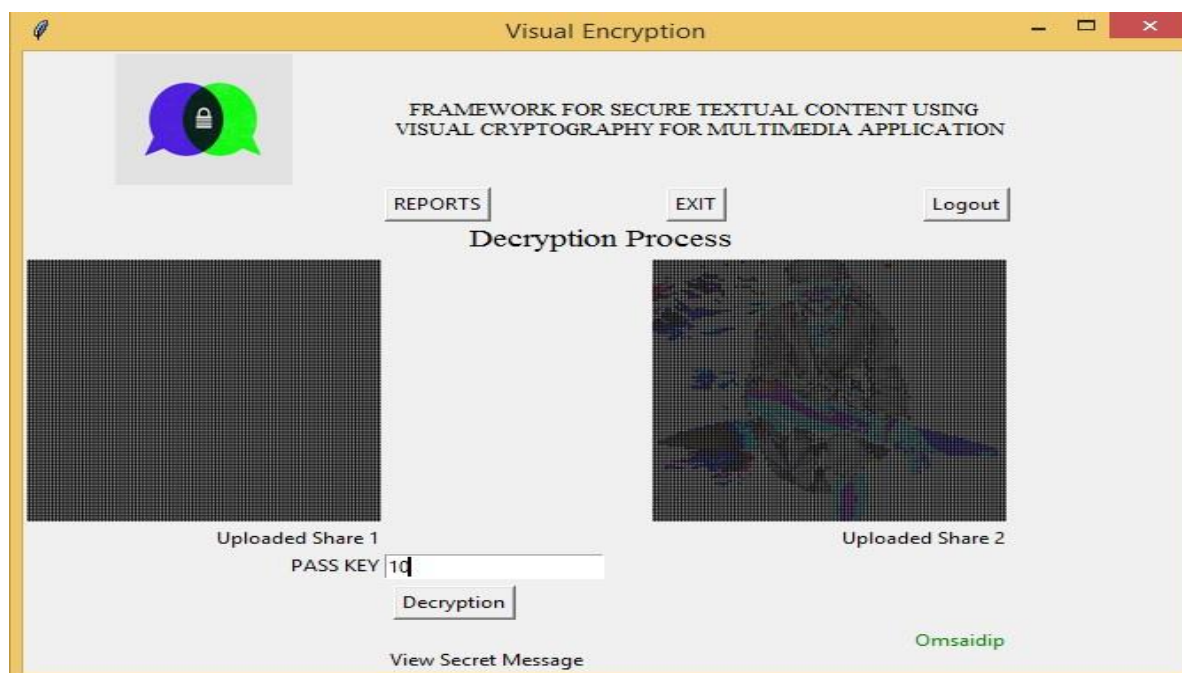 Visual Encryption
FRAMEWORK FOR SECURE TEXTUAL CONTENT USING
VISUAL CRYPTOGRAPHY FOR MULTIMEDIA APPLICATION
REPORTS EXIT Logout
Decryption Process
Uploaded Share 1 Uploaded Share 2
PASS KEY 10
Decryption
Omsaidip
View Secret Message